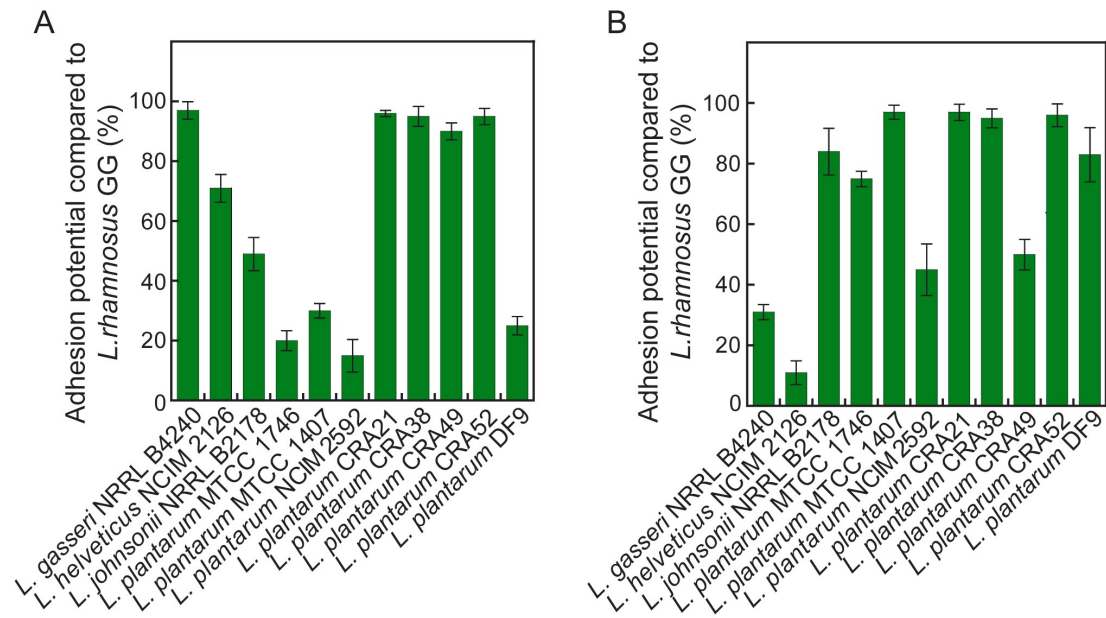 A
Adhesion potential compared to
L.rhamnosus GG (%)
100
80
60
40
20
0
L. gasseri NRRL B4240
L. helveticus NCIM 2126
L. johnsonii NRRL B2178
L. plantarum MTCC 1746
L. plantarum MTCC 1407
L. plantarum NCIM 2592
L. plantarum CRA21
L. plantarum CRA38
L. plantarum CRA49
L. plantarum CRA52
L. plantarum DF9
B
Adhesion potential compared to
L.rhamnosus GG (%)
100
80
60
40
20
0
L. gasseri NRRL B4240
L. helveticus NCIM 2126
L. johnsonii NRRL B2178
L. plantarum MTCC 1746
L. plantarum MTCC 1407
L. plantarum NCIM 2592
L. plantarum CRA21
L. plantarum CRA38
L. plantarum CRA49
L. plantarum CRA52
L. plantarum DF9